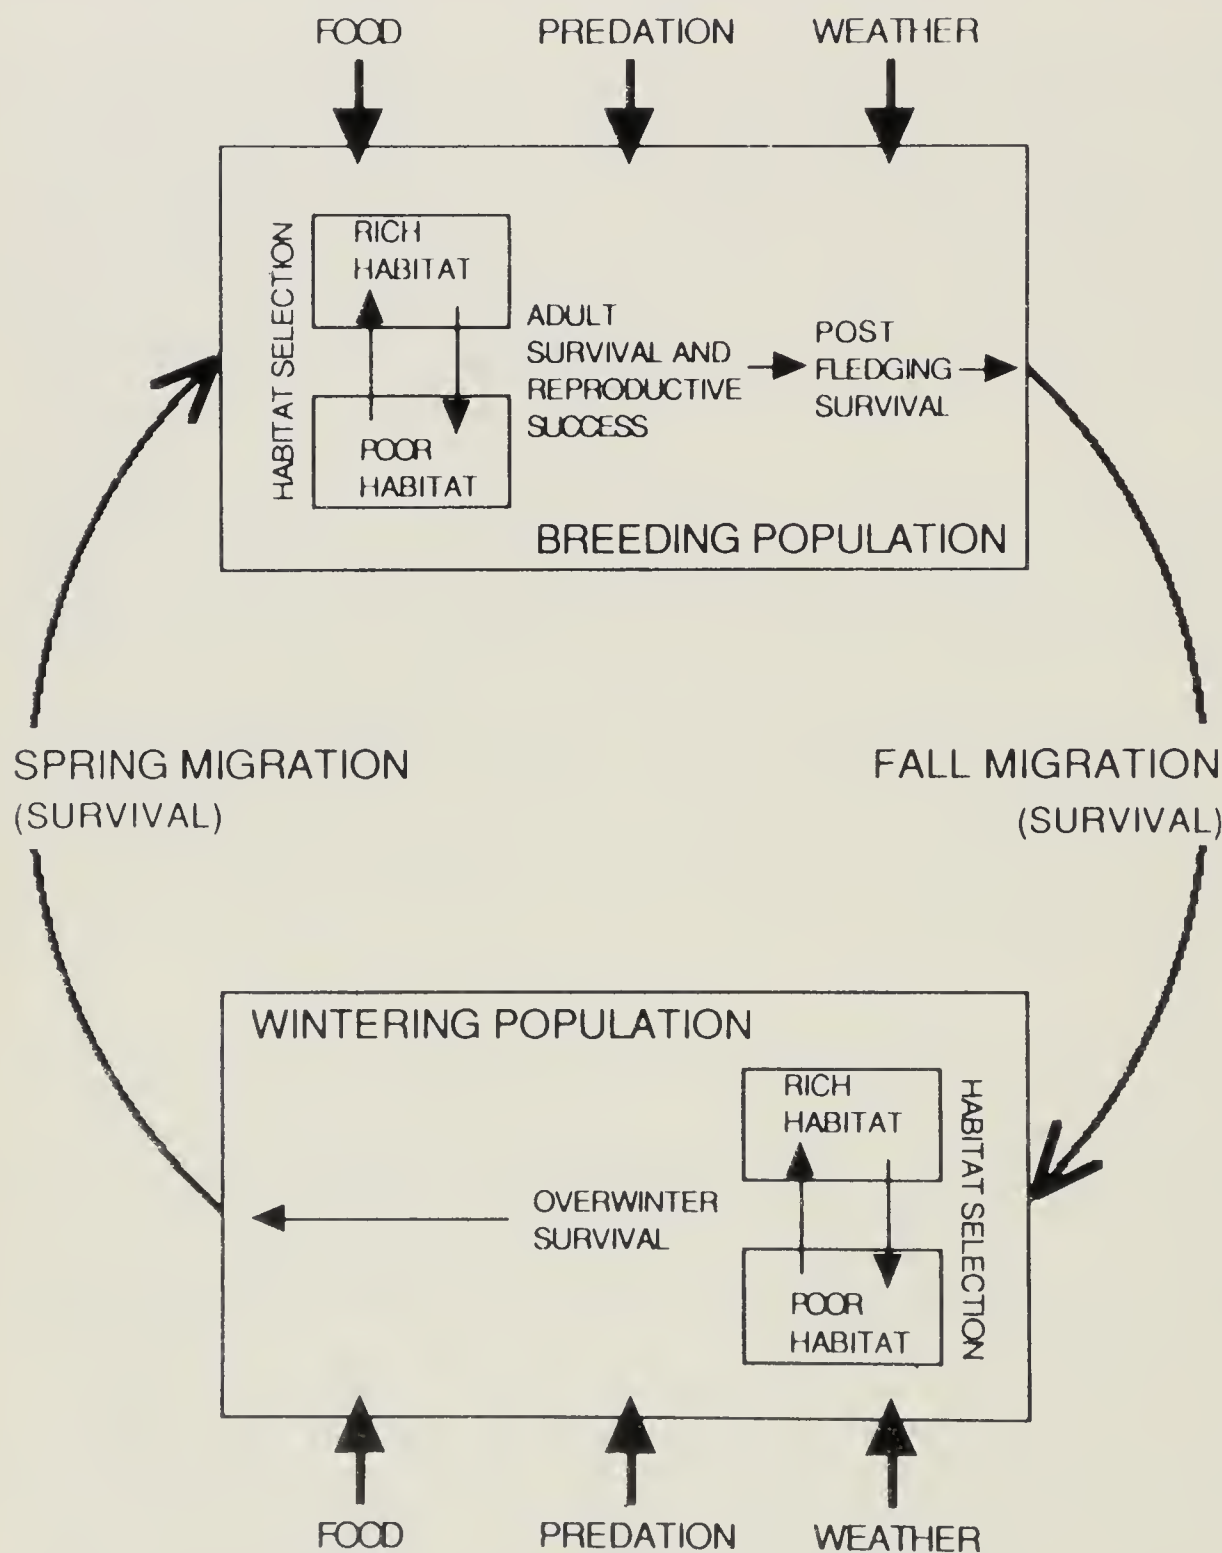 FOOD PREDATION WEATHER
HABITAT SELECTION
RICH
HABITAT
POOR
HABITAT
ADULT
SURVIVAL AND
REPRODUCTIVE
SUCCESS
POST
FLEDGING
SURVIVAL
BREEDING POPULATION
SPRING MIGRATION
(SURVIVAL)
FALL MIGRATION
(SURVIVAL)
WINTERING POPULATION
OVERWINTER
SURVIVAL
RICH
HABITAT
POOR
HABITAT
HABITAT SELECTION
FOOD PREDATION WEATHER